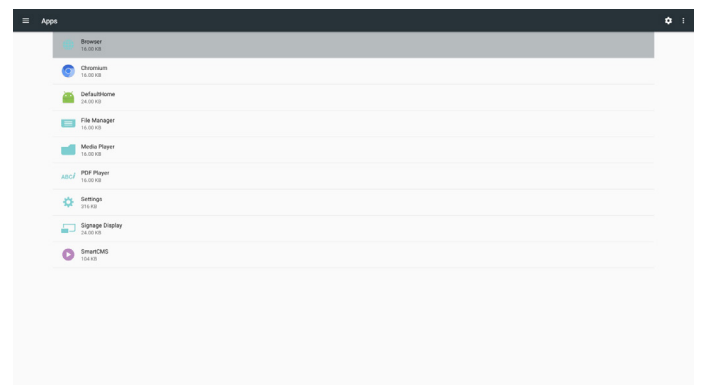 Apps
Browser
16.00 KB
Chromium
16.00 KB
DefaultHome
24.00 KB
File Manager
16.00 KB
Media Player
16.00 KB
ABC
PDF Player
16.00 KB
Settings
316 KB
Signage Display
24.00 KB
SmartCMS
104 KB